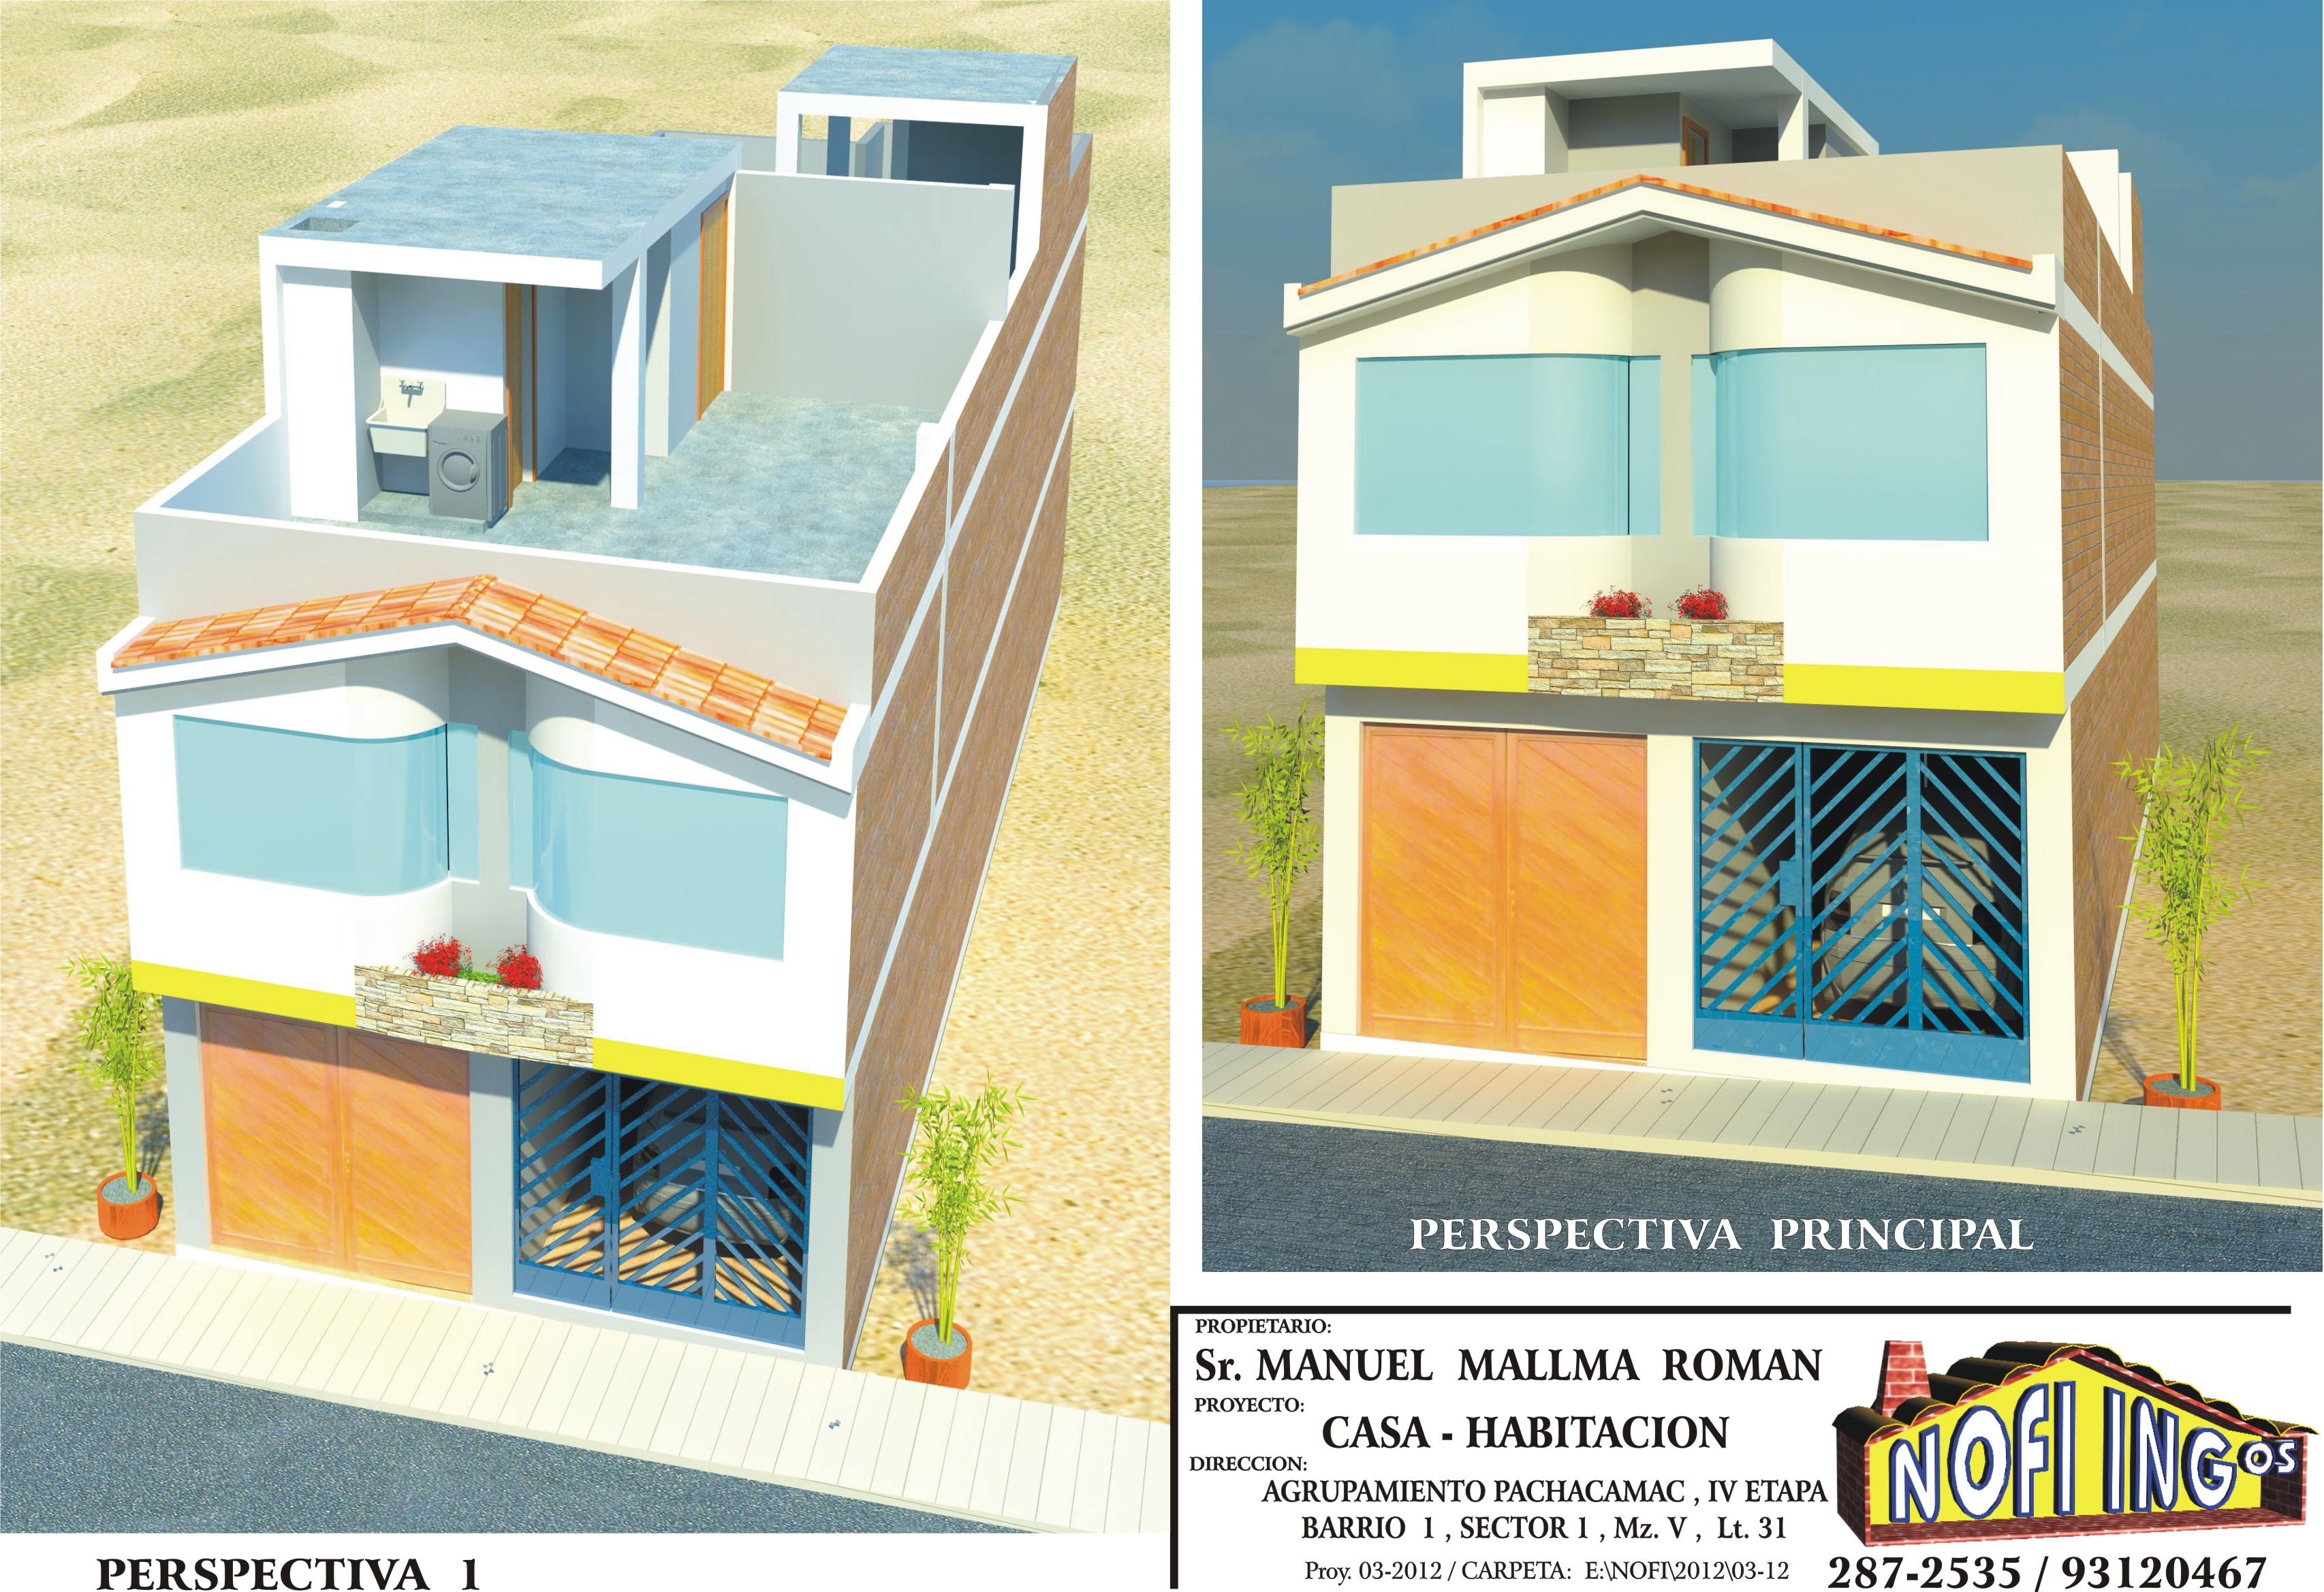 PERSPECTIVA PRINCIPAL
PROPIETARIO:
Sr. MANUEL MALLMA ROMAN
PROYECTO:
CASA - HABITACION
DIRECCION:
AGRUPAMIENTO PACHACAMAC , IV ETAPA
BARRIO 1 , SECTOR 1 , Mz. V , Lt. 31
Proy. 03-2012 / CARPETA: E:\NOFI\2012\03-12
NOFI INGOS
287-2535 / 93120467
PERSPECTIVA 1